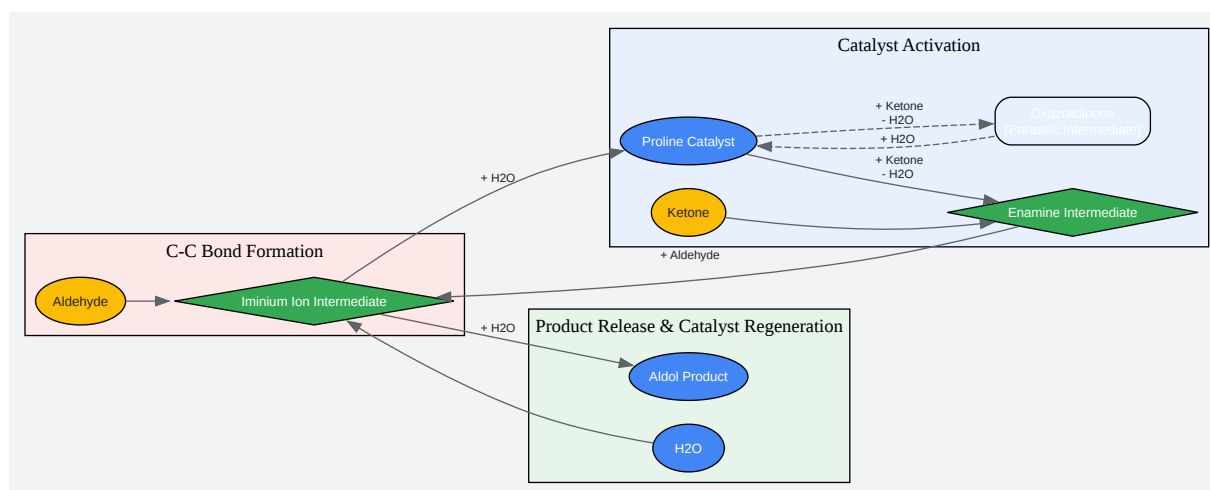 Catalyst Activation
+ Ketone
- H2O
Oxazolidinone
(Parasitic Intermediate)
Proline Catalyst
+ H2O
+ Ketone
- H2O
+ H2O
Ketone
Enamine Intermediate
C-C Bond Formation
+ Aldehyde
Aldehyde
Iminium Ion Intermediate
+ H2O
Product Release & Catalyst Regeneration
Aldol Product
H2O